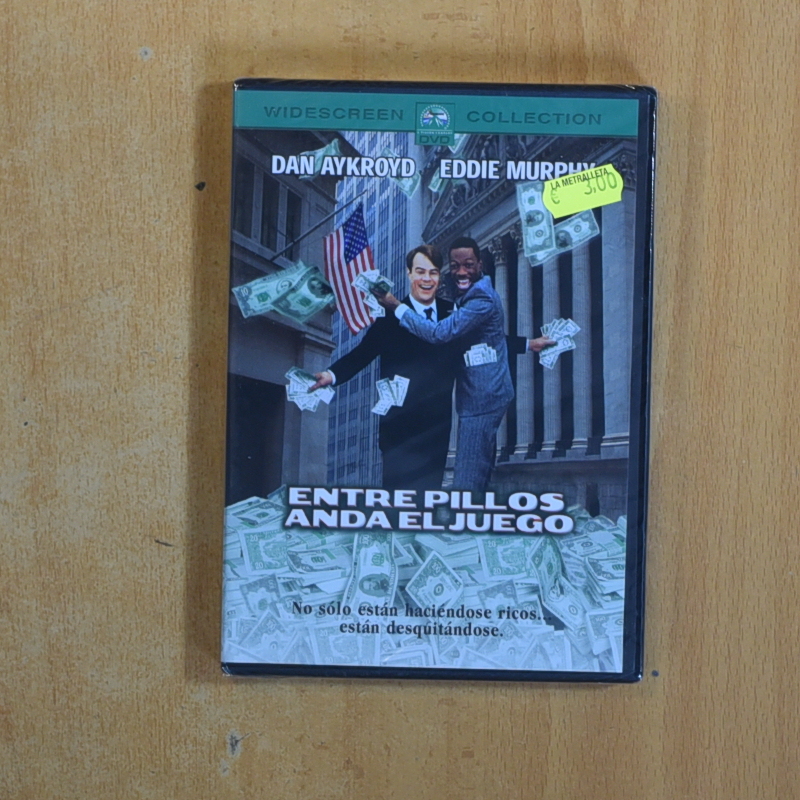 WIDESCREEN COLLECTION
DVD
DAN AYKROYD EDDIE MURPHY
LA METRALLETA
€ 3,00
ENTRE PILLOS
ANDA EL JUEGO
No sólo están haciéndose ricos...
están desquitándose.